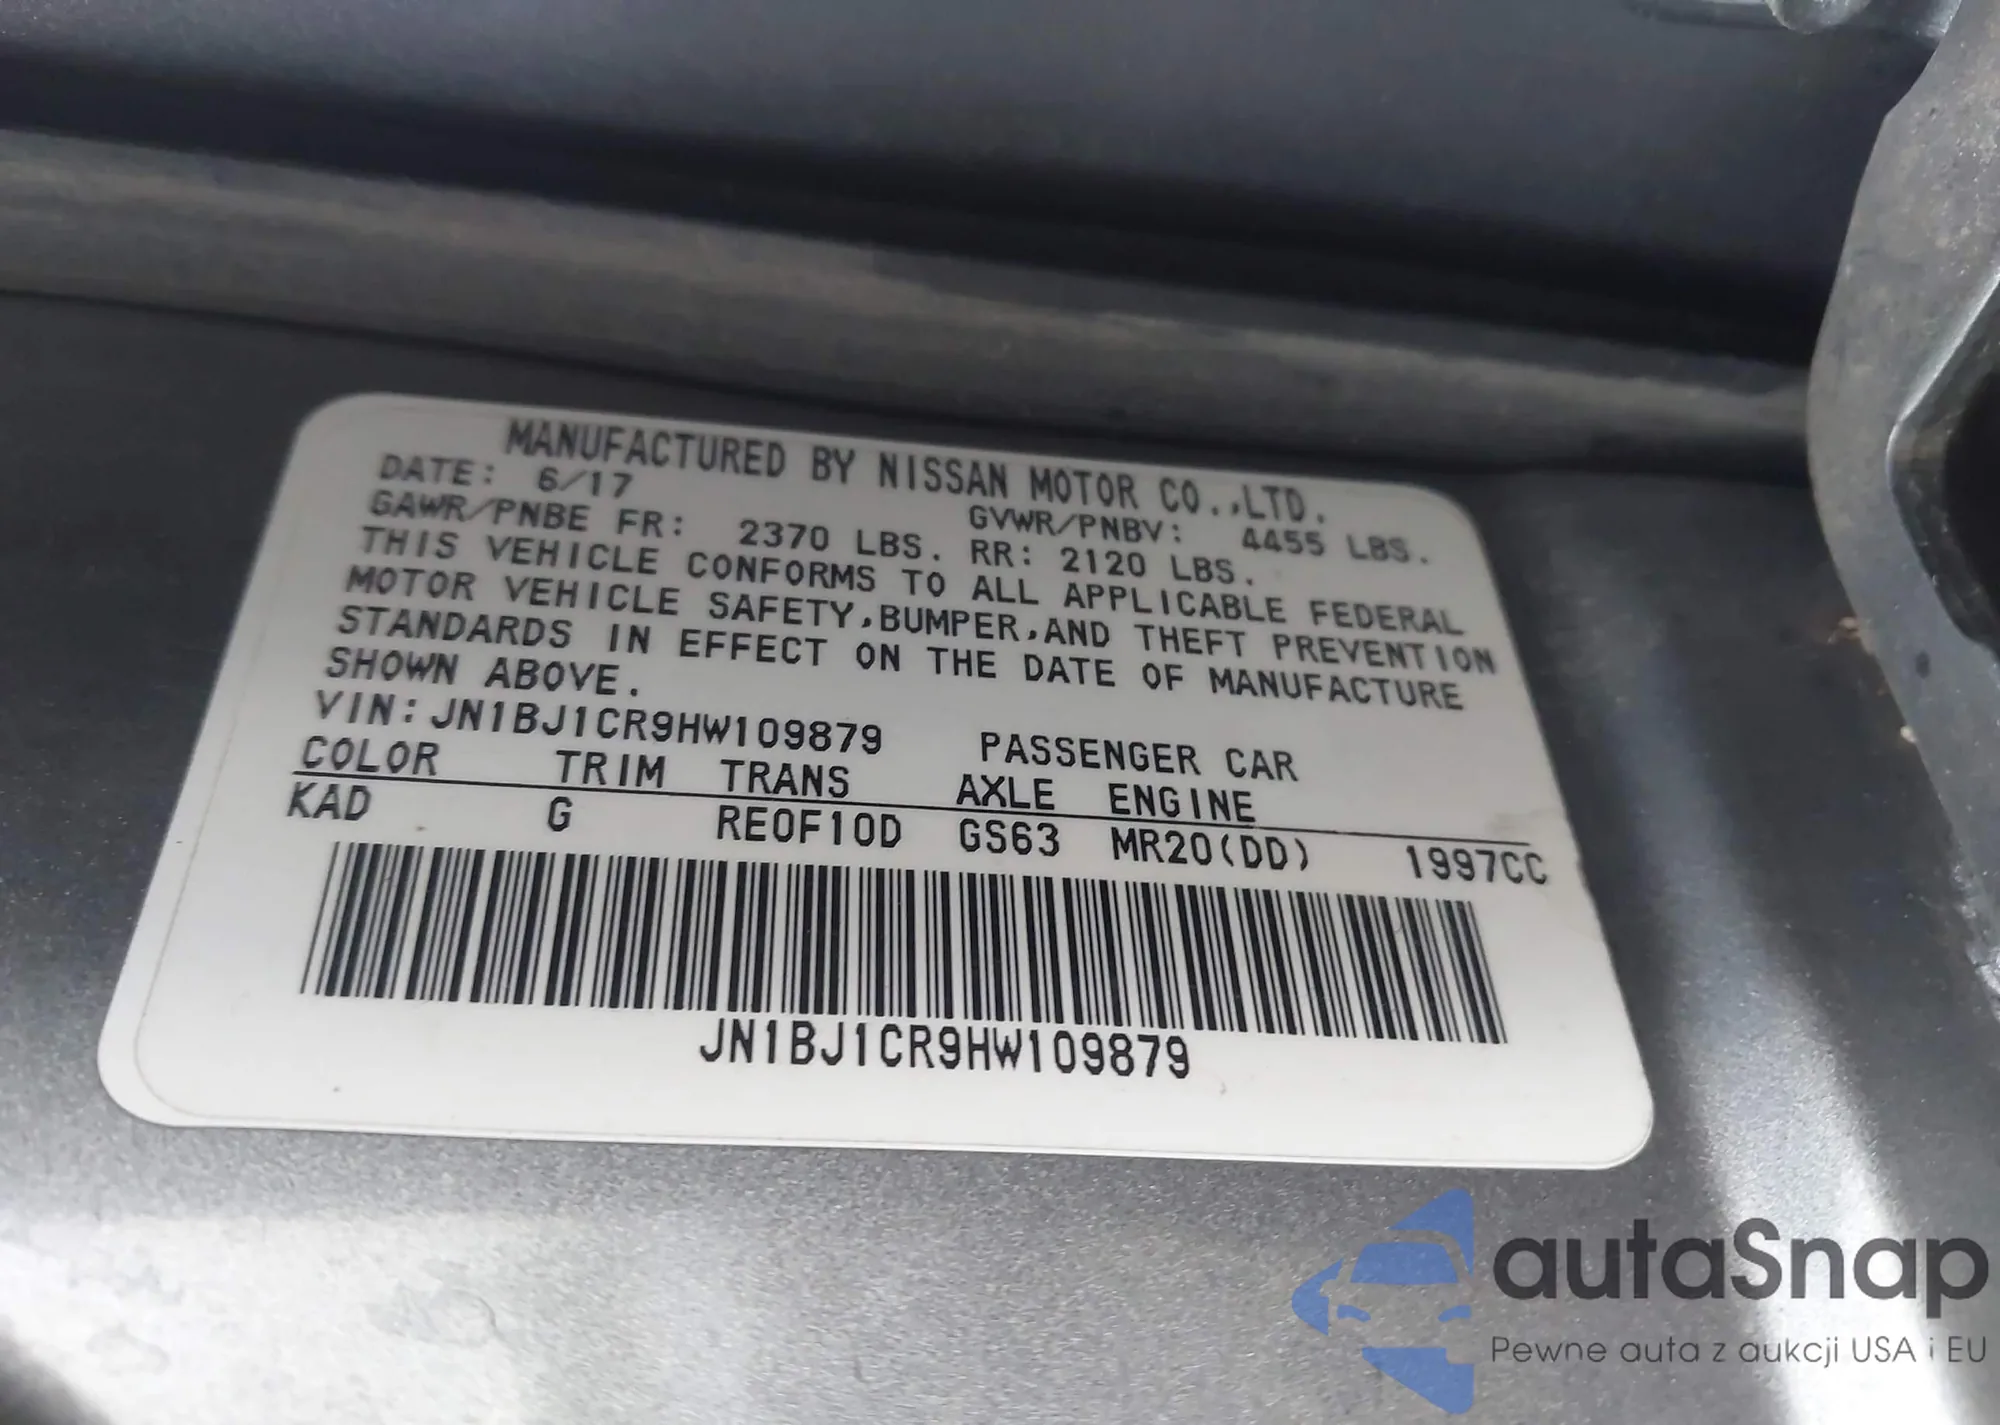 MANUFACTURED BY NISSAN MOTOR CO.,LTD.
DATE: 6/17 GVWR/PNBV: 4455 LBS.
GAWR/PNBE FR: 2370 LBS. RR: 2120 LBS.
THIS VEHICLE CONFORMS TO ALL APPLICABLE FEDERAL
MOTOR VEHICLE SAFETY,BUMPER,AND THEFT PREVENTION
STANDARDS IN EFFECT ON THE DATE OF MANUFACTURE
SHOWN ABOVE.
VIN:JN1BJ1CR9HW109879 PASSENGER CAR
COLOR TRIM TRANS AXLE ENGINE
KAD G RE0F10D GS63 MR20(DD) 1997CC
JN1BJ1CR9HW109879
autaSnap
Pewne auta z aukcji USA i EU